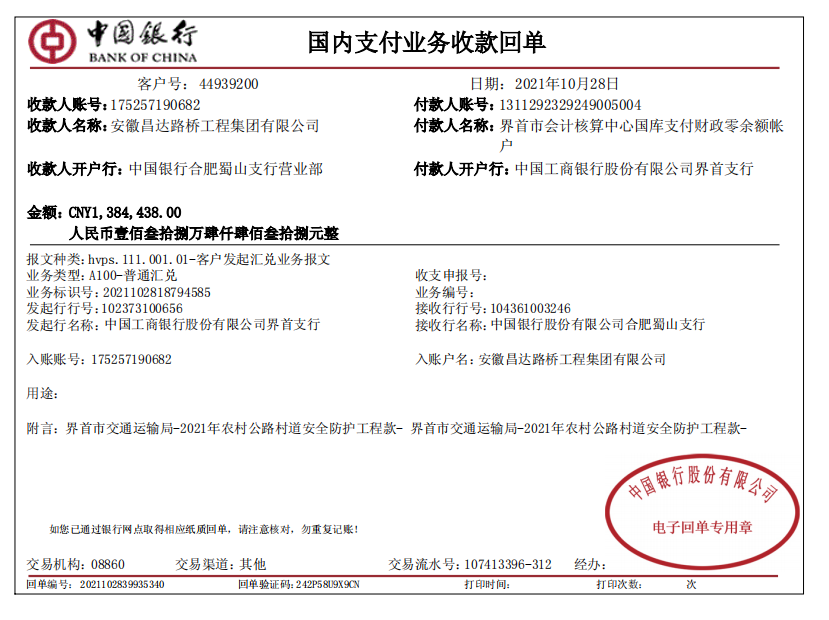 中国银行
BANK OF CHINA
国内支付业务收款回单
客户号：44939200 日期：2021年10月28日
收款人账号：175257190682 付款人账号：1311292329249005004
收款人名称：安徽昌达路桥工程集团有限公司 付款人名称：界首市会计核算中心国库支付财政零余额帐
户
收款人开户行：中国银行合肥蜀山支行营业部 付款人开户行：中国工商银行股份有限公司界首支行
金额：CNY1,384,438.00
人民币壹佰叁拾捌万肆仟肆佰叁拾捌元整
报文种类：hvps.111.001.01-客户发起汇兑业务报文
业务类型：A100-普通汇兑 收支申报号：
业务标识号：2021102818794585 业务编号：
发起行行号：102373100656 接收行行号：104361003246
发起行名称：中国工商银行股份有限公司界首支行 接收行名称：中国银行股份有限公司合肥蜀山支行
入账账号：175257190682 入账户名：安徽昌达路桥工程集团有限公司
用途：
附言：界首市交通运输局-2021年农村公路村道安全防护工程款- 界首市交通运输局-2021年农村公路村道安全防护工程款-
中国银行股份有限公司
电子回单专用章
如您已通过银行网点取得相应纸质回单，请注意核对，勿重复记账！
交易机构：08860 交易渠道：其他 交易流水号：107413396-312 经办：
回单编号：2021102839935340 回单验证码：242P58U9X9CN 打印时间： 打印次数： 次